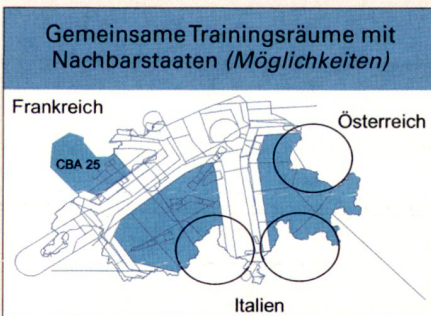 Gemeinsame Trainingsräume mit
Nachbarstaaten (Möglichkeiten)
Frankreich
Österreich
CBA 25
Italien